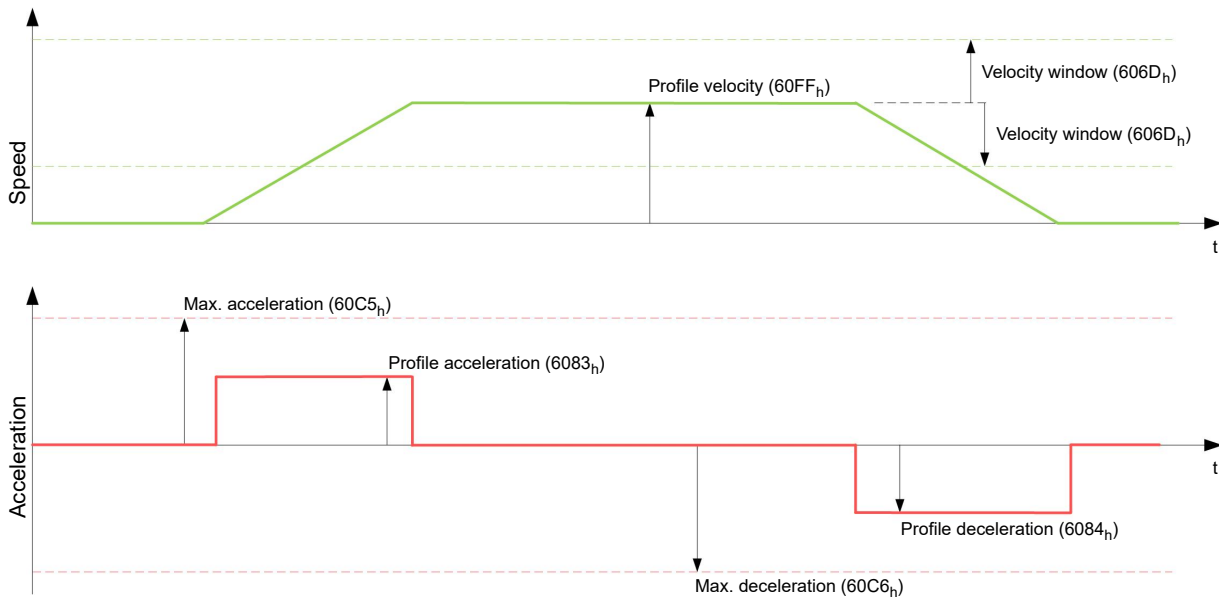 Velocity window (606Dh)
Profile velocity (60FFh)
Velocity window (606Dh)
Speed
t
Max. acceleration (60C5h)
Profile acceleration (6083h)
Acceleration
t
Profile deceleration (6084h)
Max. deceleration (60C6h)